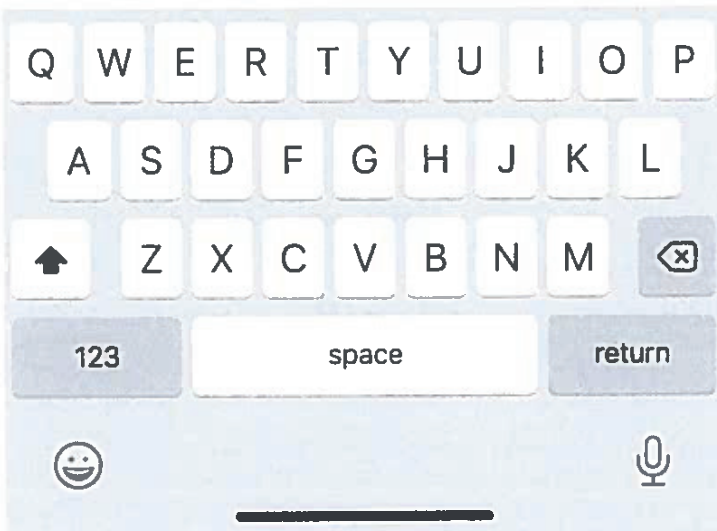 Q W E R T Y U I O P
A S D F G H J K L
Z X C V B N M
123 space return